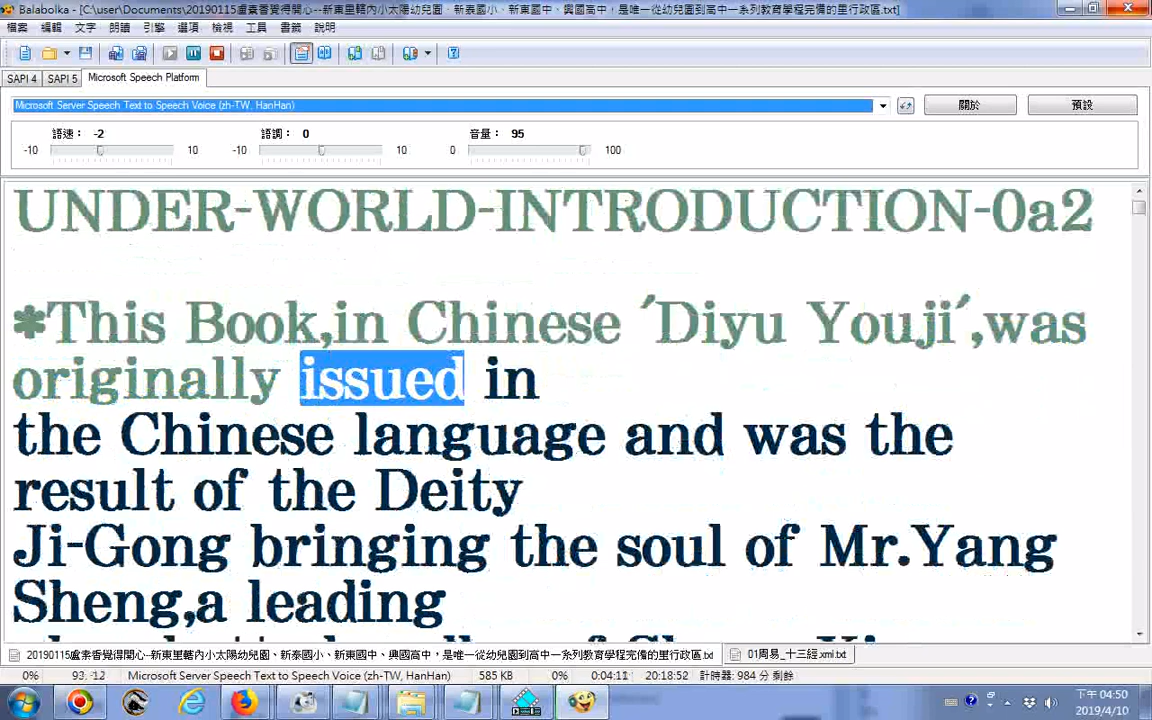 Balabolka - [C:\user\Documents\20190115盧素香覺得開心--新東里轄內小太陽幼兒園、新泰國小、新東國中、興國高中，是唯一從幼兒園到高中一系列教育學程完備的里行政區.txt]
檔案 編輯 文字 朗讀 引擎 選項 檢視 工具 書籤 說明
SAPI 4 SAPI 5 Microsoft Speech Platform
Microsoft Server Speech Text to Speech Voice (zh-TW, HanHan) 關於 預設
語速： -2 語調： 0 音量： 95
-10 10 -10 10 0 100
UNDER-WORLD-INTRODUCTION-0a2
*This Book,in Chinese ´Diyu Youji´,was
originally issued in
the Chinese language and was the
result of the Deity
Ji-Gong bringing the soul of Mr.Yang
Sheng,a leading
20190115盧素香覺得開心--新東里轄內小太陽幼兒園、新泰國小、新東國中、興國高中，是唯一從幼兒園到高中一系列教育學程完備的里行政區.txt 01周易_十三經.xml.txt
0% 93, 12 Microsoft Server Speech Text to Speech Voice (zh-TW, HanHan) 585 KB 0% 0:04:11 20:18:52 計時器: 984 分 剩餘
下午 04:50
2019/4/10